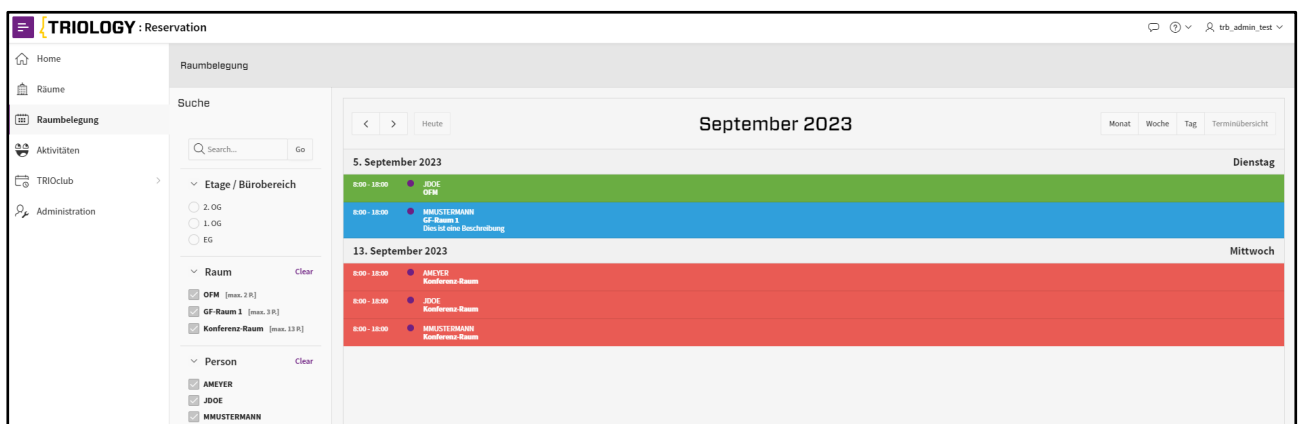 {TRIOLOGY : Reservation
trb_admin_test
Home
Räume
Raumbelegung
Aktivitäten
TRIOclub
Administration
Raumbelegung
Suche
Search...
Go
Etage / Bürobereich
2. OG
1. OG
EG
Raum
Clear
OFM [max. 2 P.]
GF-Raum 1 [max. 3 P.]
Konferenz-Raum [max. 13 P.]
Person
Clear
AMEYER
JDOE
MMUSTERMANN
Heute
September 2023
Monat
Woche
Tag
Terminübersicht
5. September 2023
Dienstag
8:00 - 18:00
JDOE
OFM
8:00 - 18:00
MMUSTERMANN
GF-Raum 1
Dies ist eine Beschreibung
13. September 2023
Mittwoch
8:00 - 18:00
AMEYER
Konferenz-Raum
8:00 - 18:00
JDOE
Konferenz-Raum
8:00 - 18:00
MMUSTERMANN
Konferenz-Raum